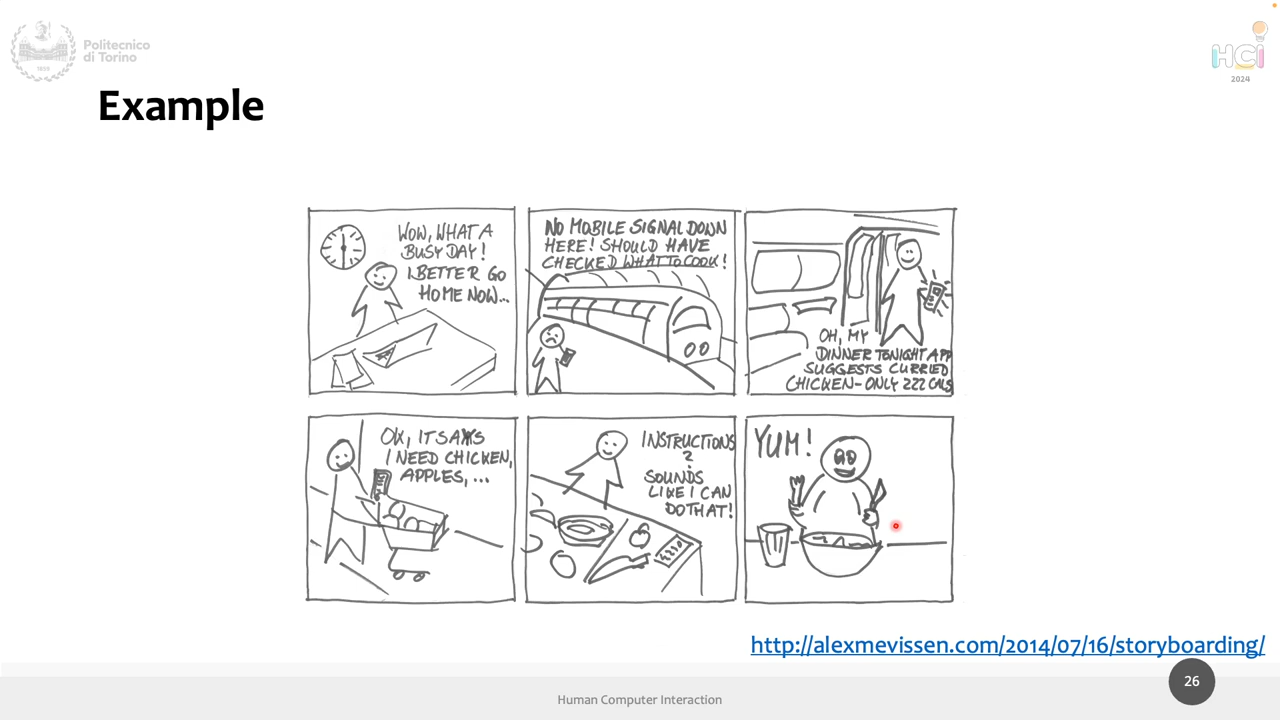 Politecnico
di Torino
1859
HCI
2024
Example
WOW, WHAT A
BUSY DAY!
I BETTER GO
HOME NOW...
NO MOBILE SIGNAL DOWN
HERE! SHOULD HAVE
CHECKED WHAT TO COOK!
OH, MY
DINNER TONIGHT APP
SUGGESTS CURRIED
CHICKEN - ONLY 222 CALS
OK, IT SAYS
I NEED CHICKEN,
APPLES, ...
INSTRUCTIONS
?
SOUNDS
LIKE I CAN
DO THAT!
YUM!
http://alexmevissen.com/2014/07/16/storyboarding/
26
Human Computer Interaction